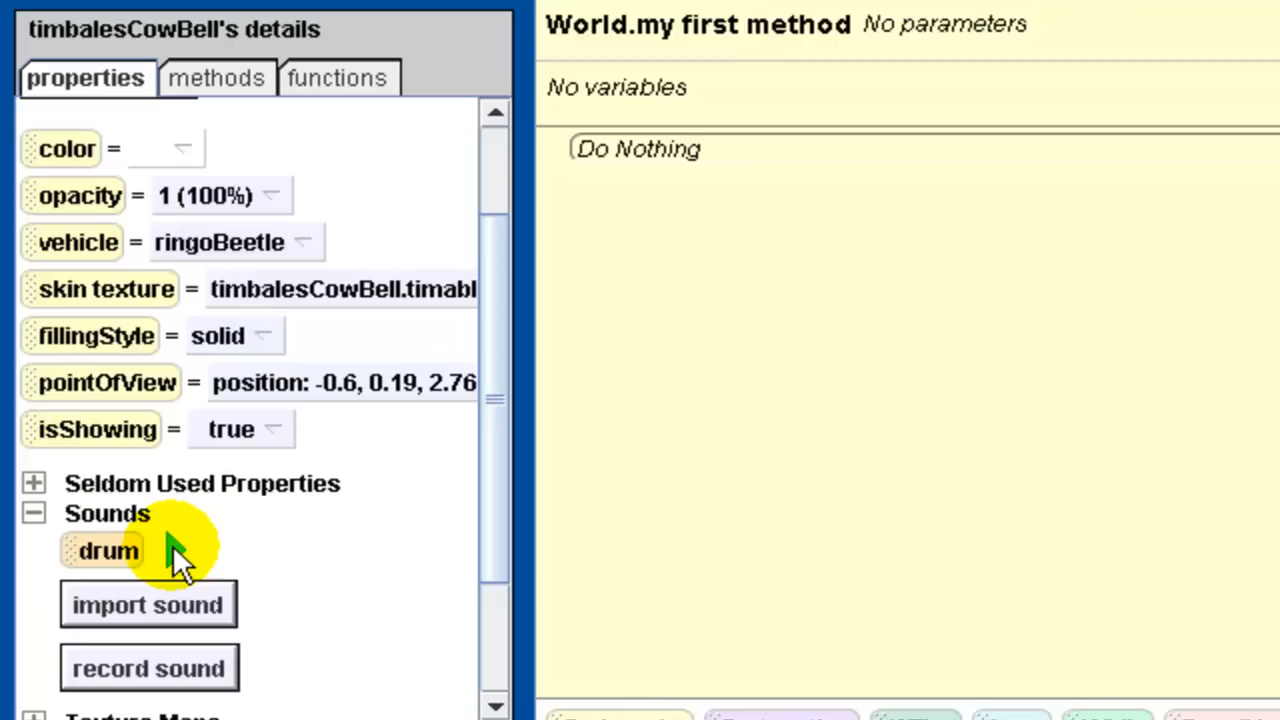 timbalesCowBell's details
properties methods functions
color =
opacity = 1 (100%)
vehicle = ringoBeetle
skin texture = timbalesCowBell.timabl
fillingStyle = solid
pointOfView = position: -0.6, 0.19, 2.76
isShowing = true
Seldom Used Properties
Sounds
drum
import sound
record sound
World.my first method No parameters
No variables
Do Nothing